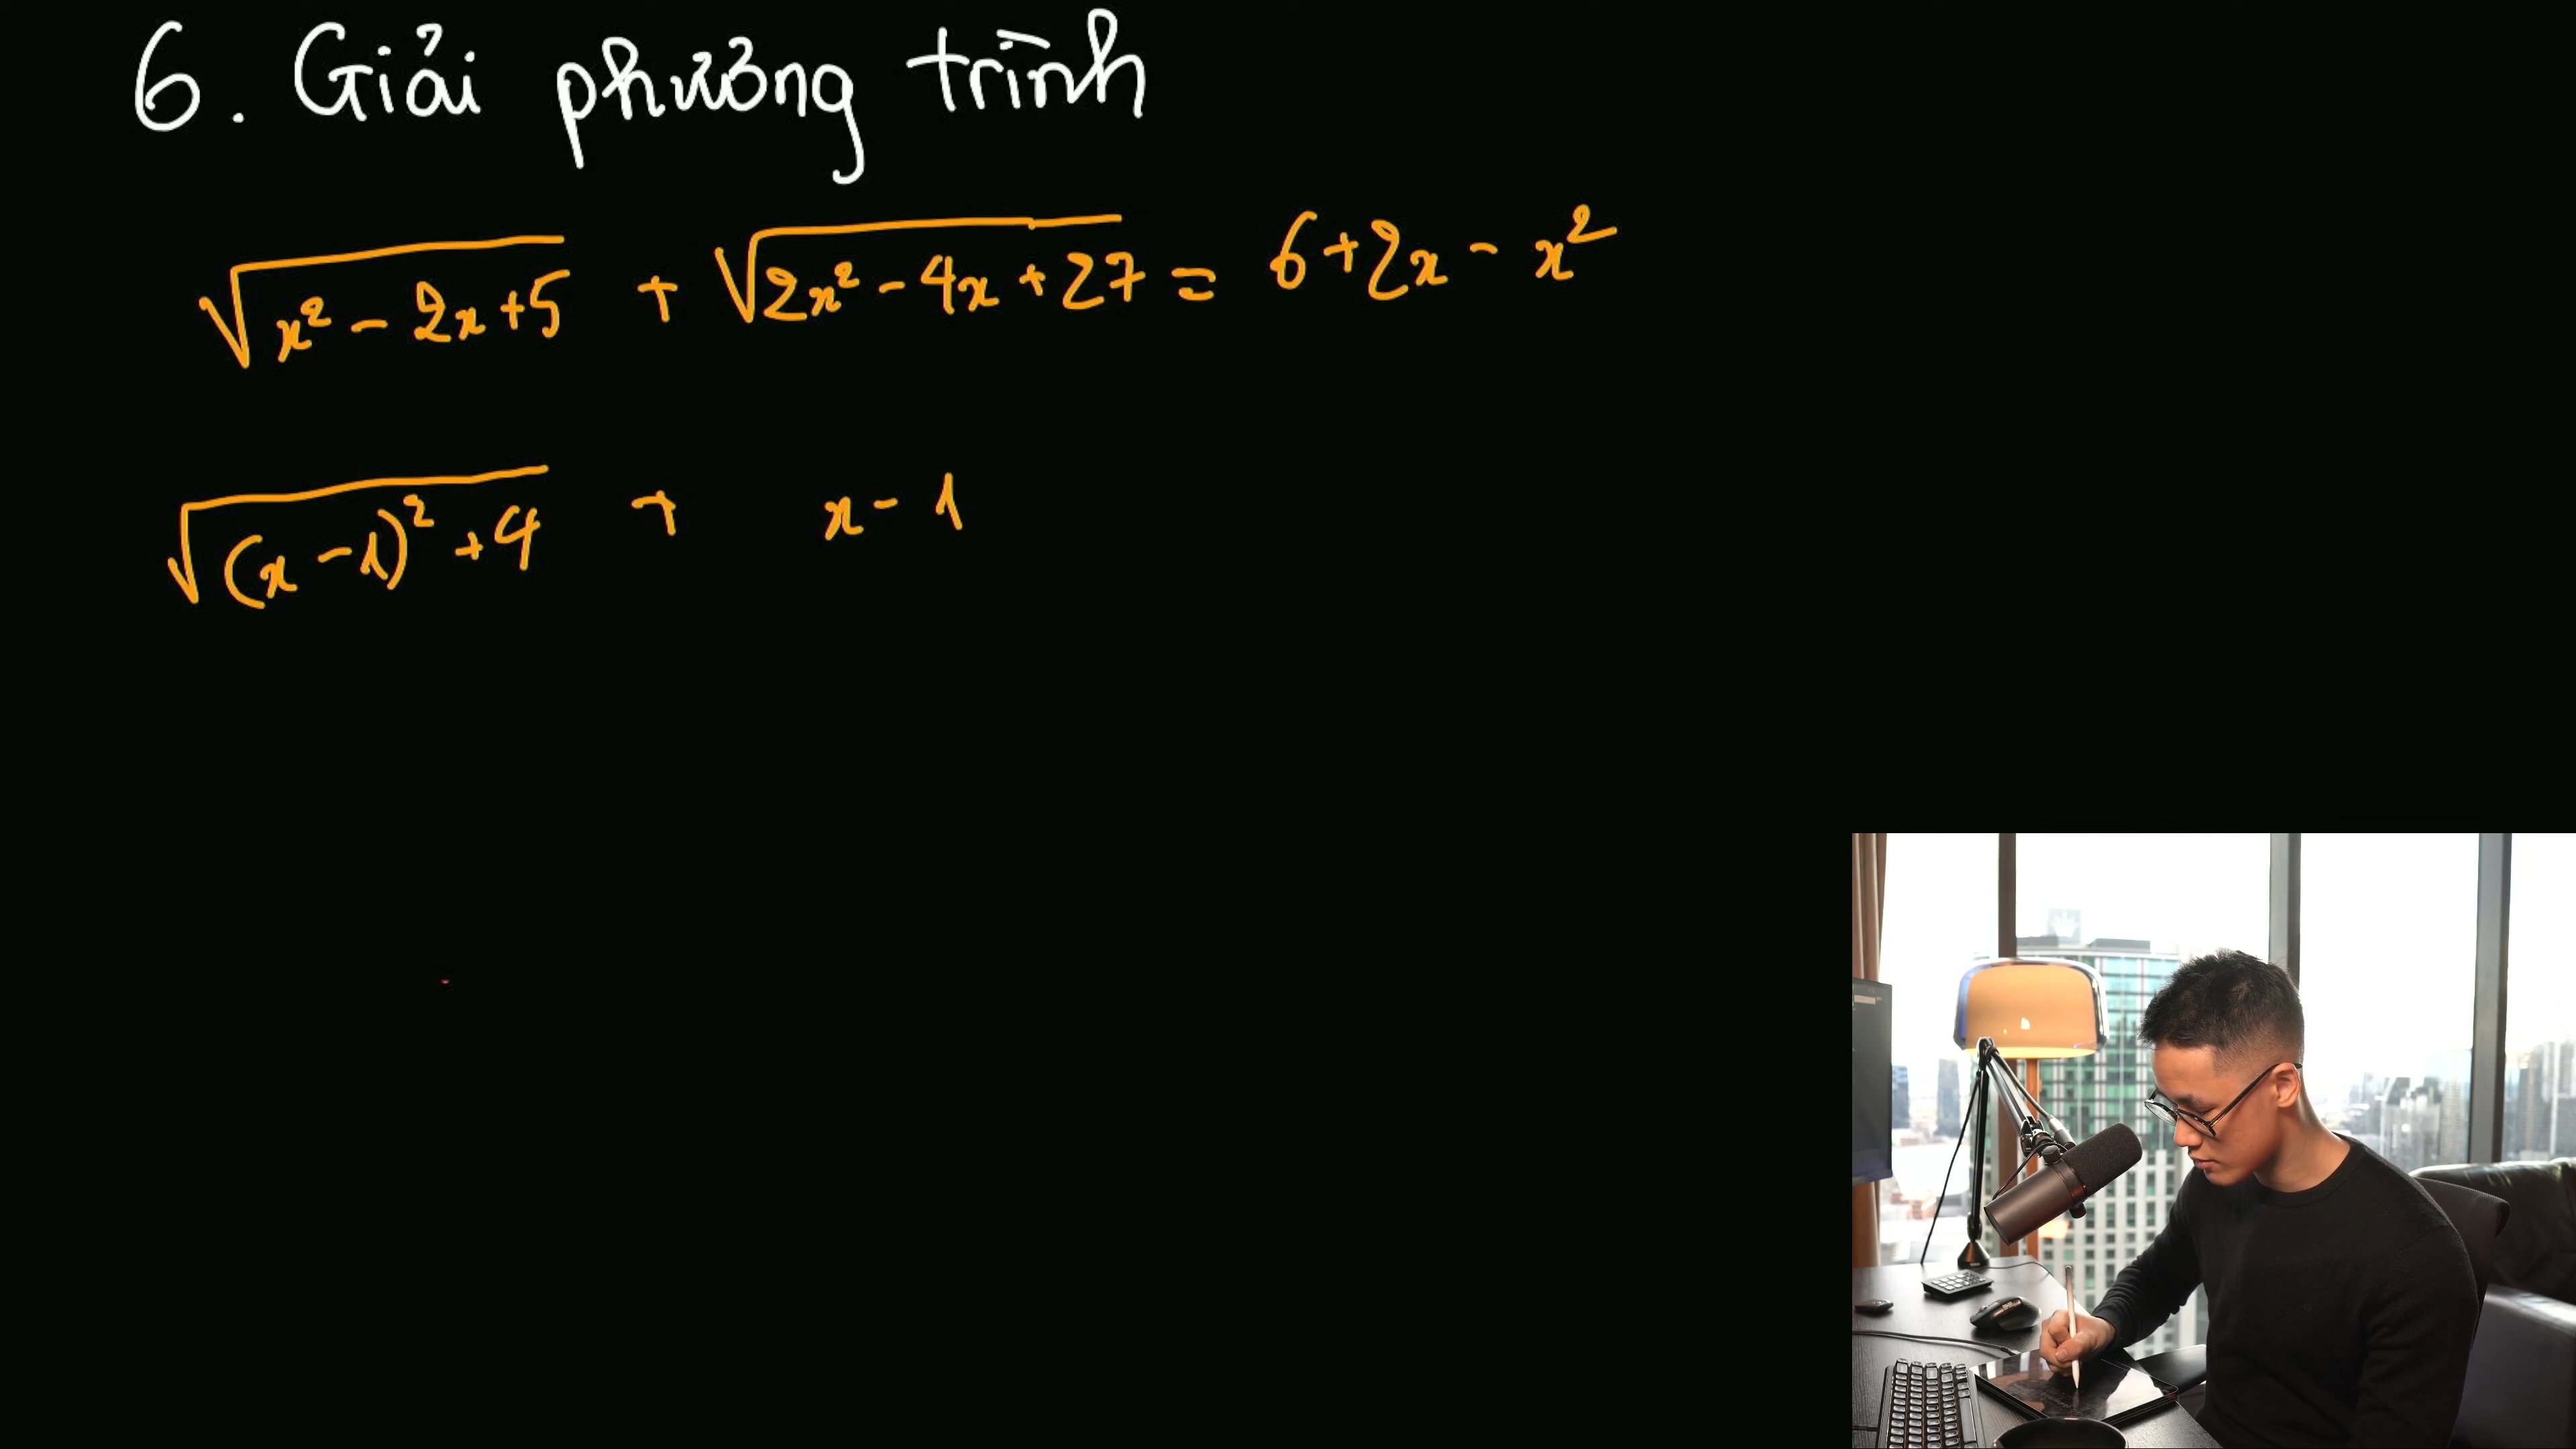 6. Giải phương trình
√(x² - 2x + 5) + √(2x² - 4x + 27) = 6 + 2x - x²
√((x - 1)² + 4) + x - 1